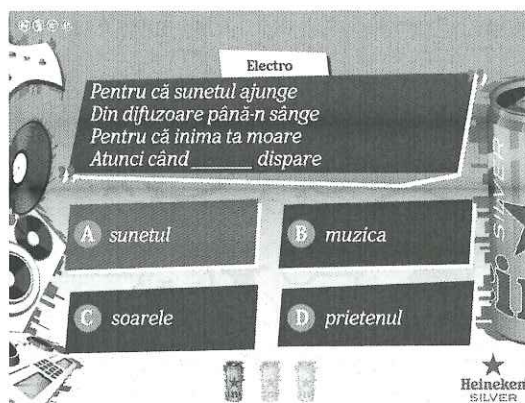 Electro
Pentru că sunetul ajunge
Din difuzoare până-n sânge
Pentru că inima ta moare
Atunci când ______ dispare
A sunetul
B muzica
C soarele
D prietenul
SILVER
Heineken
SILVER